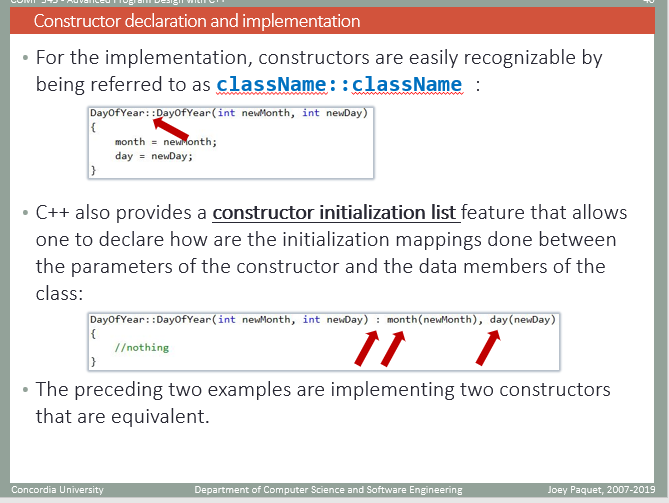 COMP 345 - Advanced Program Design with C++
46
Constructor declaration and implementation
• For the implementation, constructors are easily recognizable by
being referred to as className::className :
DayOfYear::DayOfYear(int newMonth, int newDay)
{
month = newMonth;
day = newDay;
}
• C++ also provides a constructor initialization list feature that allows
one to declare how are the initialization mappings done between
the parameters of the constructor and the data members of the
class:
DayOfYear::DayOfYear(int newMonth, int newDay) : month(newMonth), day(newDay)
{
//nothing
}
• The preceding two examples are implementing two constructors
that are equivalent.
Concordia University
Department of Computer Science and Software Engineering
Joey Paquet, 2007-2019